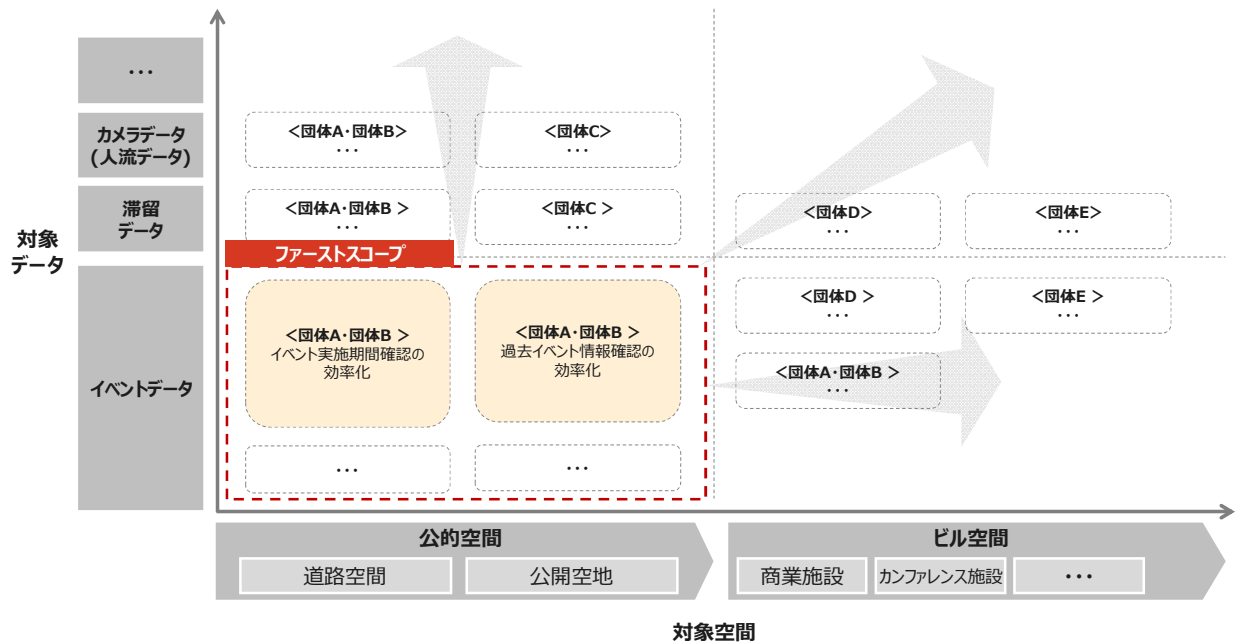 ・・・
カメラデータ
(人流データ)
滞留
データ
対象
データ
イベントデータ
<団体A・団体B>
・・・
<団体C>
・・・
<団体A・団体B >
・・・
<団体C >
・・・
<団体D>
・・・
<団体E>
・・・
ファーストスコープ
<団体A・団体B >
イベント実施期間確認の
効率化
<団体A・団体B >
過去イベント情報確認の
効率化
<団体D >
・・・
<団体E >
・・・
<団体A・団体B >
・・・
・・・
・・・
公的空間
道路空間
公開空地
ビル空間
商業施設
カンファレンス施設
・・・
対象空間